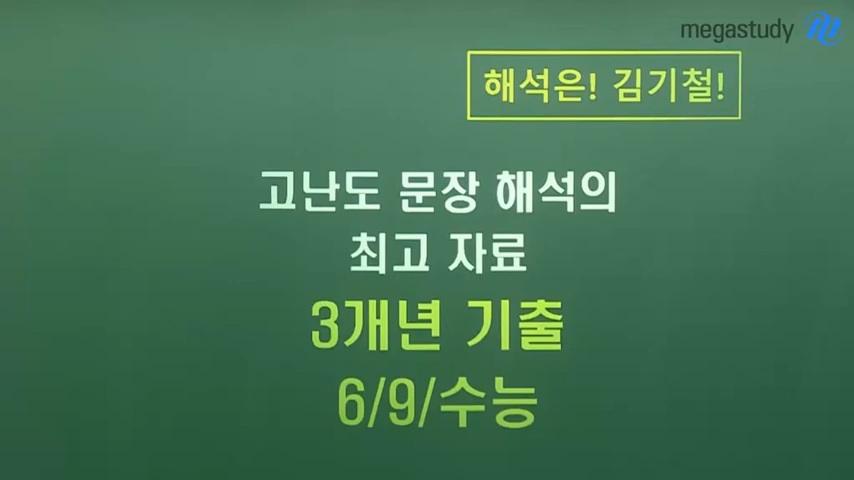 megastudy
해석은! 김기철!
고난도 문장 해석의
최고 자료
3개년 기출
6/9/수능